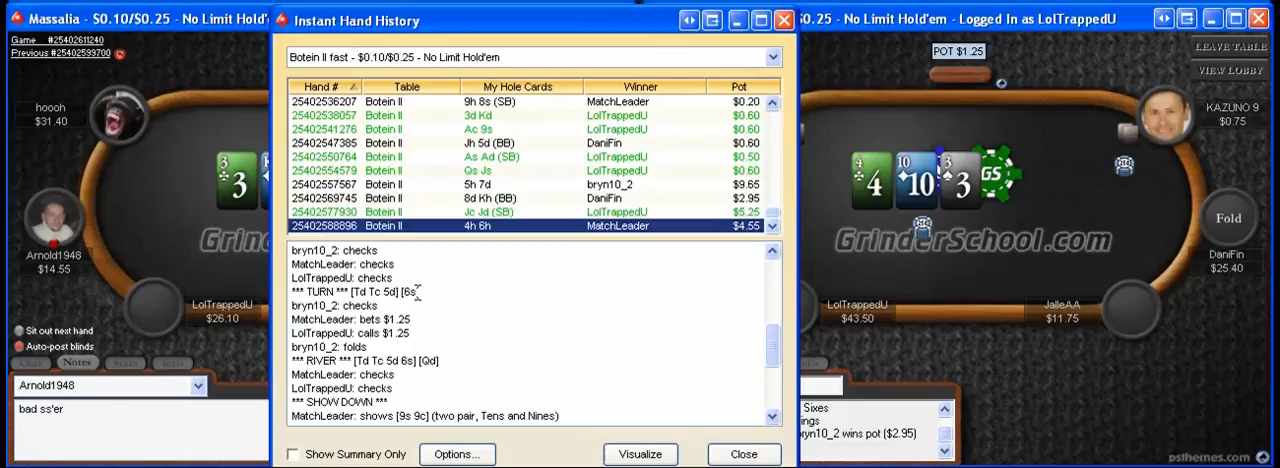 Massalia - $0.10/$0.25 - No Limit Hold'
Instant Hand History
0.25 - No Limit Hold'em - Logged In as LolTrappedU
Game #25402611240
Previous #25402599700
hoooh
$31.40
3
3
Arnold1948
$14.55
LolTrappedU
$26.10
Sit out next hand
Auto-post blinds
Notes
Arnold1948
bad ss'er
Botein II fast - $0.10/$0.25 - No Limit Hold'em
Hand # Table My Hole Cards Winner Pot
25402536207 Botein II 9h 8s (SB) MatchLeader $0.20
25402538057 Botein II 3d Kd LolTrappedU $0.60
25402541276 Botein II Ac 9s LolTrappedU $0.60
25402547385 Botein II Jh 5d (BB) DaniFin $0.60
25402550764 Botein II As Ad (SB) LolTrappedU $0.50
25402554579 Botein II Qs Js LolTrappedU $0.60
25402557567 Botein II 5h 7d bryn10_2 $9.65
25402569745 Botein II 8d Kh (BB) DaniFin $2.95
25402577930 Botein II Jc Jd (SB) LolTrappedU $5.25
25402588896 Botein II 4h 6h MatchLeader $4.55
bryn10_2: checks
MatchLeader: checks
LolTrappedU: checks
*** TURN *** [Td Tc 5d] [6s
bryn10_2: checks
MatchLeader: bets $1.25
LolTrappedU: calls $1.25
bryn10_2: folds
*** RIVER *** [Td Tc 5d 6s] [Qd]
MatchLeader: checks
LolTrappedU: checks
*** SHOW DOWN ***
MatchLeader: shows [9s 9c] (two pair, Tens and Nines)
Show Summary Only
Options...
Visualize
Close
POT $1.25
LEAVE TABLE
VIEW LOBBY
KAZUNO 9
$0.75
4
4
10
10
3
3
GS
GrinderSchool.com
Fold
DaniFin
$25.40
LolTrappedU
$43.50
JalleAA
$11.75
Sixes
ings
ryn10_2 wins pot ($2.95)
psthemes.com